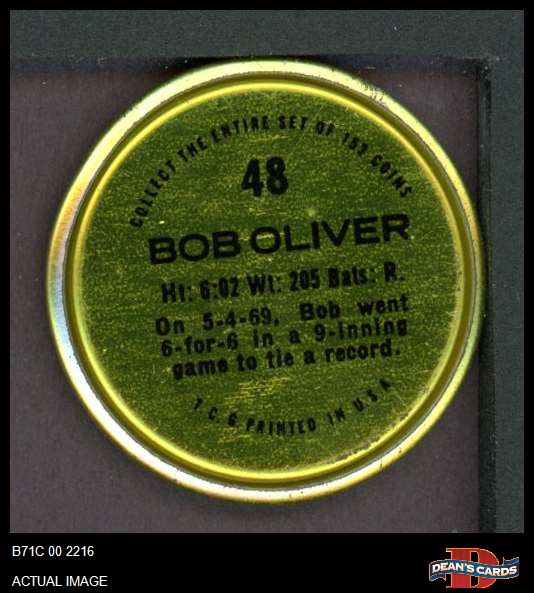 COLLECT THE ENTIRE SET OF 153 COINS
48
BOB OLIVER
Ht: 6:02 Wt: 205 Bats: R.
On 5-4-69, Bob went
6-for-6 in a 9-inning
game to tie a record.
T.C.G. PRINTED IN U.S.A.
B71C 00 2216
ACTUAL IMAGE
DEAN'S CARDS